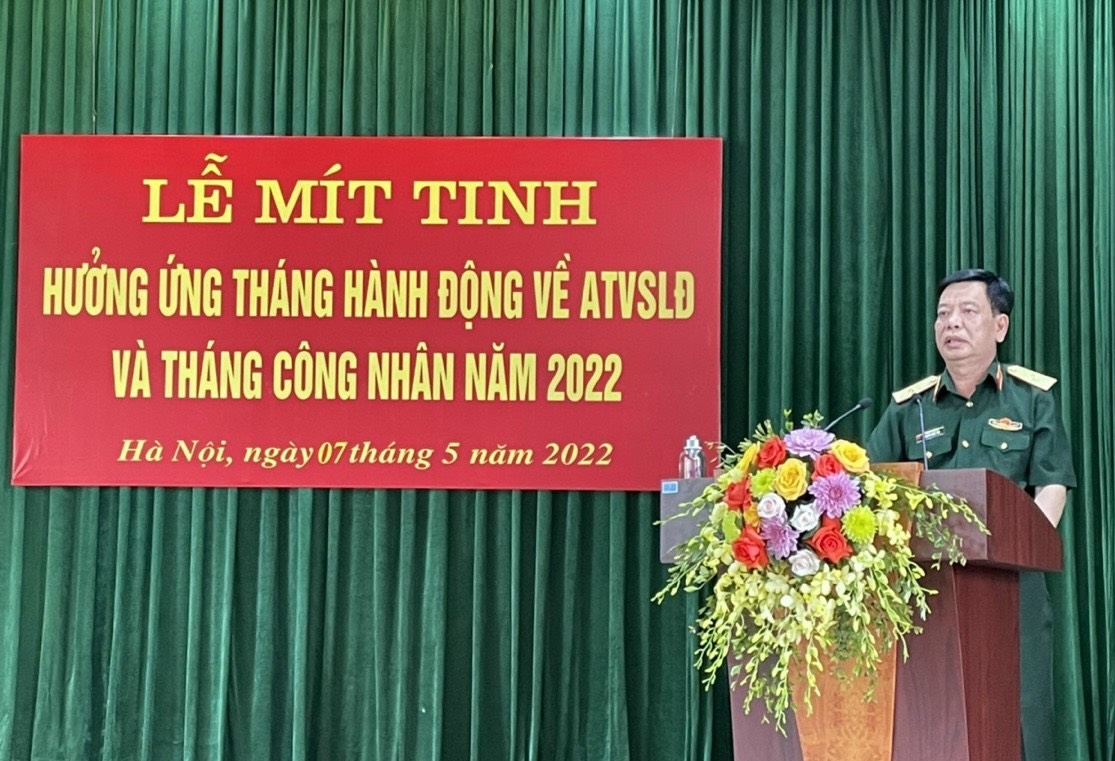 LỄ MÍT TINH
HƯỞNG ỨNG THÁNG HÀNH ĐỘNG VỀ ATVSLĐ
VÀ THÁNG CÔNG NHÂN NĂM 2022
Hà Nội, ngày 07 tháng 5 năm 2022